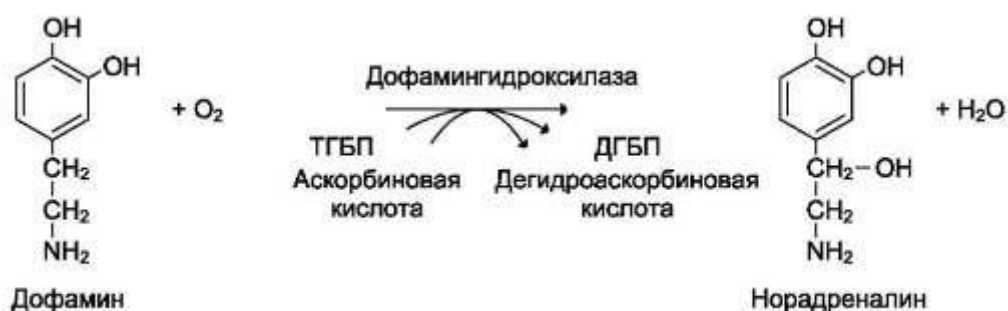 OH
OH
CH₂
CH₂
NH₂
Дофамин
+ O₂
Дофамингидроксилаза
ТГБП
Аскорбиновая
кислота
ДГБП
Дегидроаскорбиновая
кислота
OH
OH
CH₂–OH
CH₂
NH₂
Норадреналин
+ H₂O